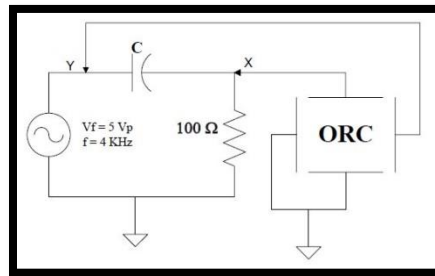 C
Y
X
Vf = 5 Vp
f = 4 KHz
100 Ω
ORC